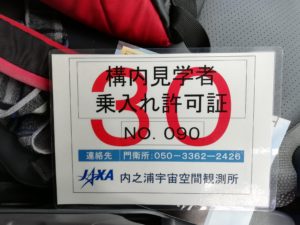 30
構内見学者
乗入れ許可証
NO. 090
連絡先 門衛所:050-3362-2426
JAXA 内之浦宇宙空間観測所